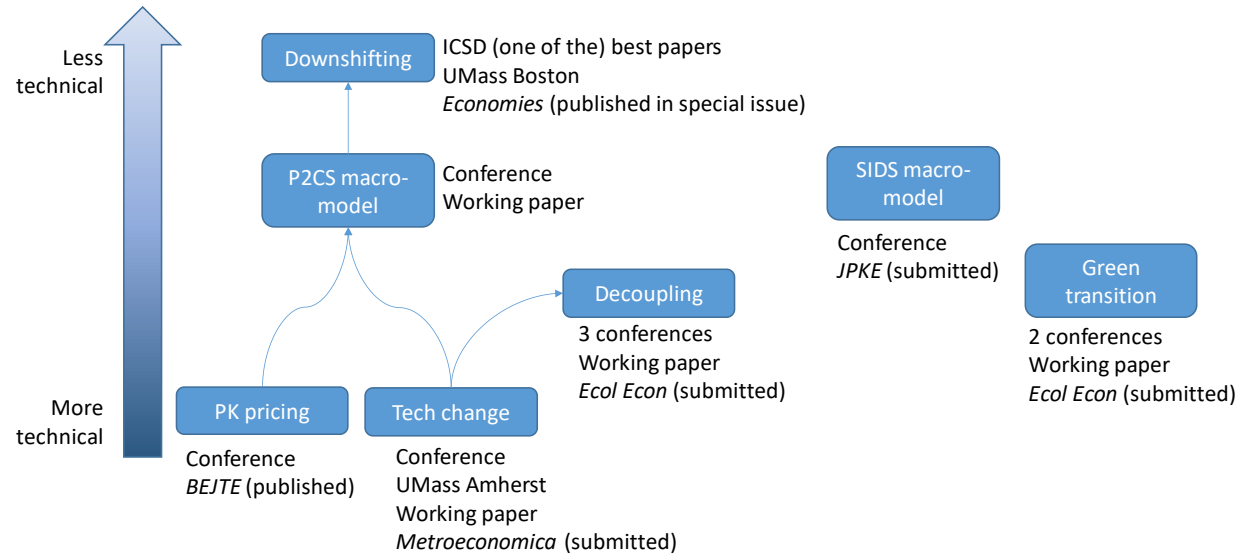 Less
technical
Downshifting
ICSD (one of the) best papers
UMass Boston
Economies (published in special issue)
P2CS macro-
model
Conference
Working paper
SIDS macro-
model
Conference
JPKE (submitted)
Green
transition
2 conferences
Working paper
Ecol Econ (submitted)
Decoupling
3 conferences
Working paper
Ecol Econ (submitted)
More
technical
PK pricing
Conference
BEJTE (published)
Tech change
Conference
UMass Amherst
Working paper
Metroeconomica (submitted)